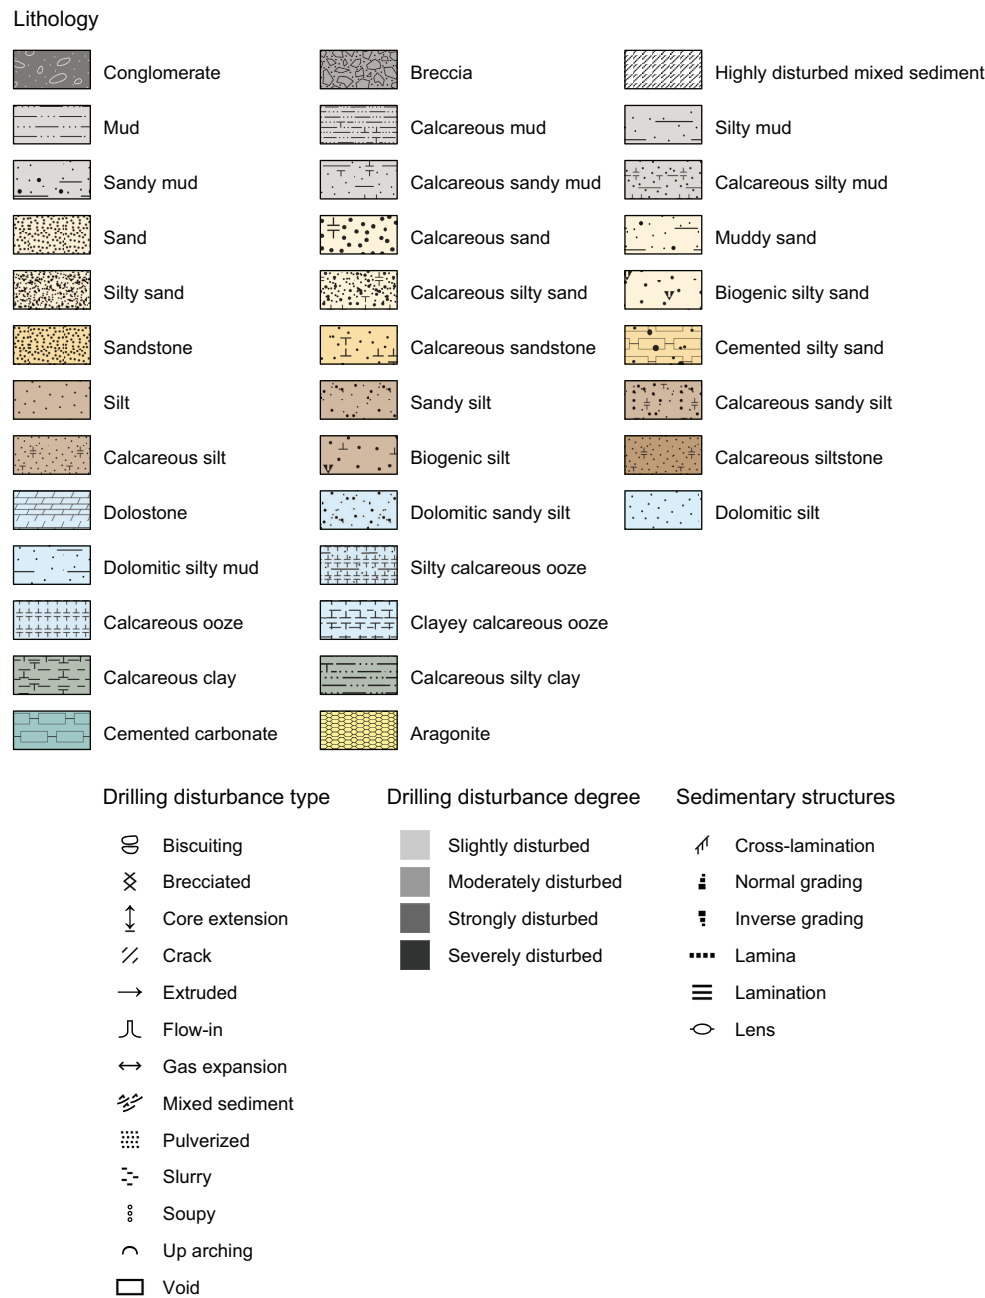 Lithology
Conglomerate
Breccia
Highly disturbed mixed sediment
Mud
Calcareous mud
Silty mud
Sandy mud
Calcareous sandy mud
Calcareous silty mud
Sand
Calcareous sand
Muddy sand
Silty sand
Calcareous silty sand
Biogenic silty sand
Sandstone
Calcareous sandstone
Cemented silty sand
Silt
Sandy silt
Calcareous sandy silt
Calcareous silt
Biogenic silt
Calcareous siltstone
Dolostone
Dolomitic sandy silt
Dolomitic silt
Dolomitic silty mud
Silty calcareous ooze
Calcareous ooze
Clayey calcareous ooze
Calcareous clay
Calcareous silty clay
Cemented carbonate
Aragonite
Drilling disturbance type
Biscuiting
Brecciated
Core extension
Crack
Extruded
Flow-in
Gas expansion
Mixed sediment
Pulverized
Slurry
Soupy
Up arching
Void
Drilling disturbance degree
Slightly disturbed
Moderately disturbed
Strongly disturbed
Severely disturbed
Sedimentary structures
Cross-lamination
Normal grading
Inverse grading
Lamina
Lamination
Lens